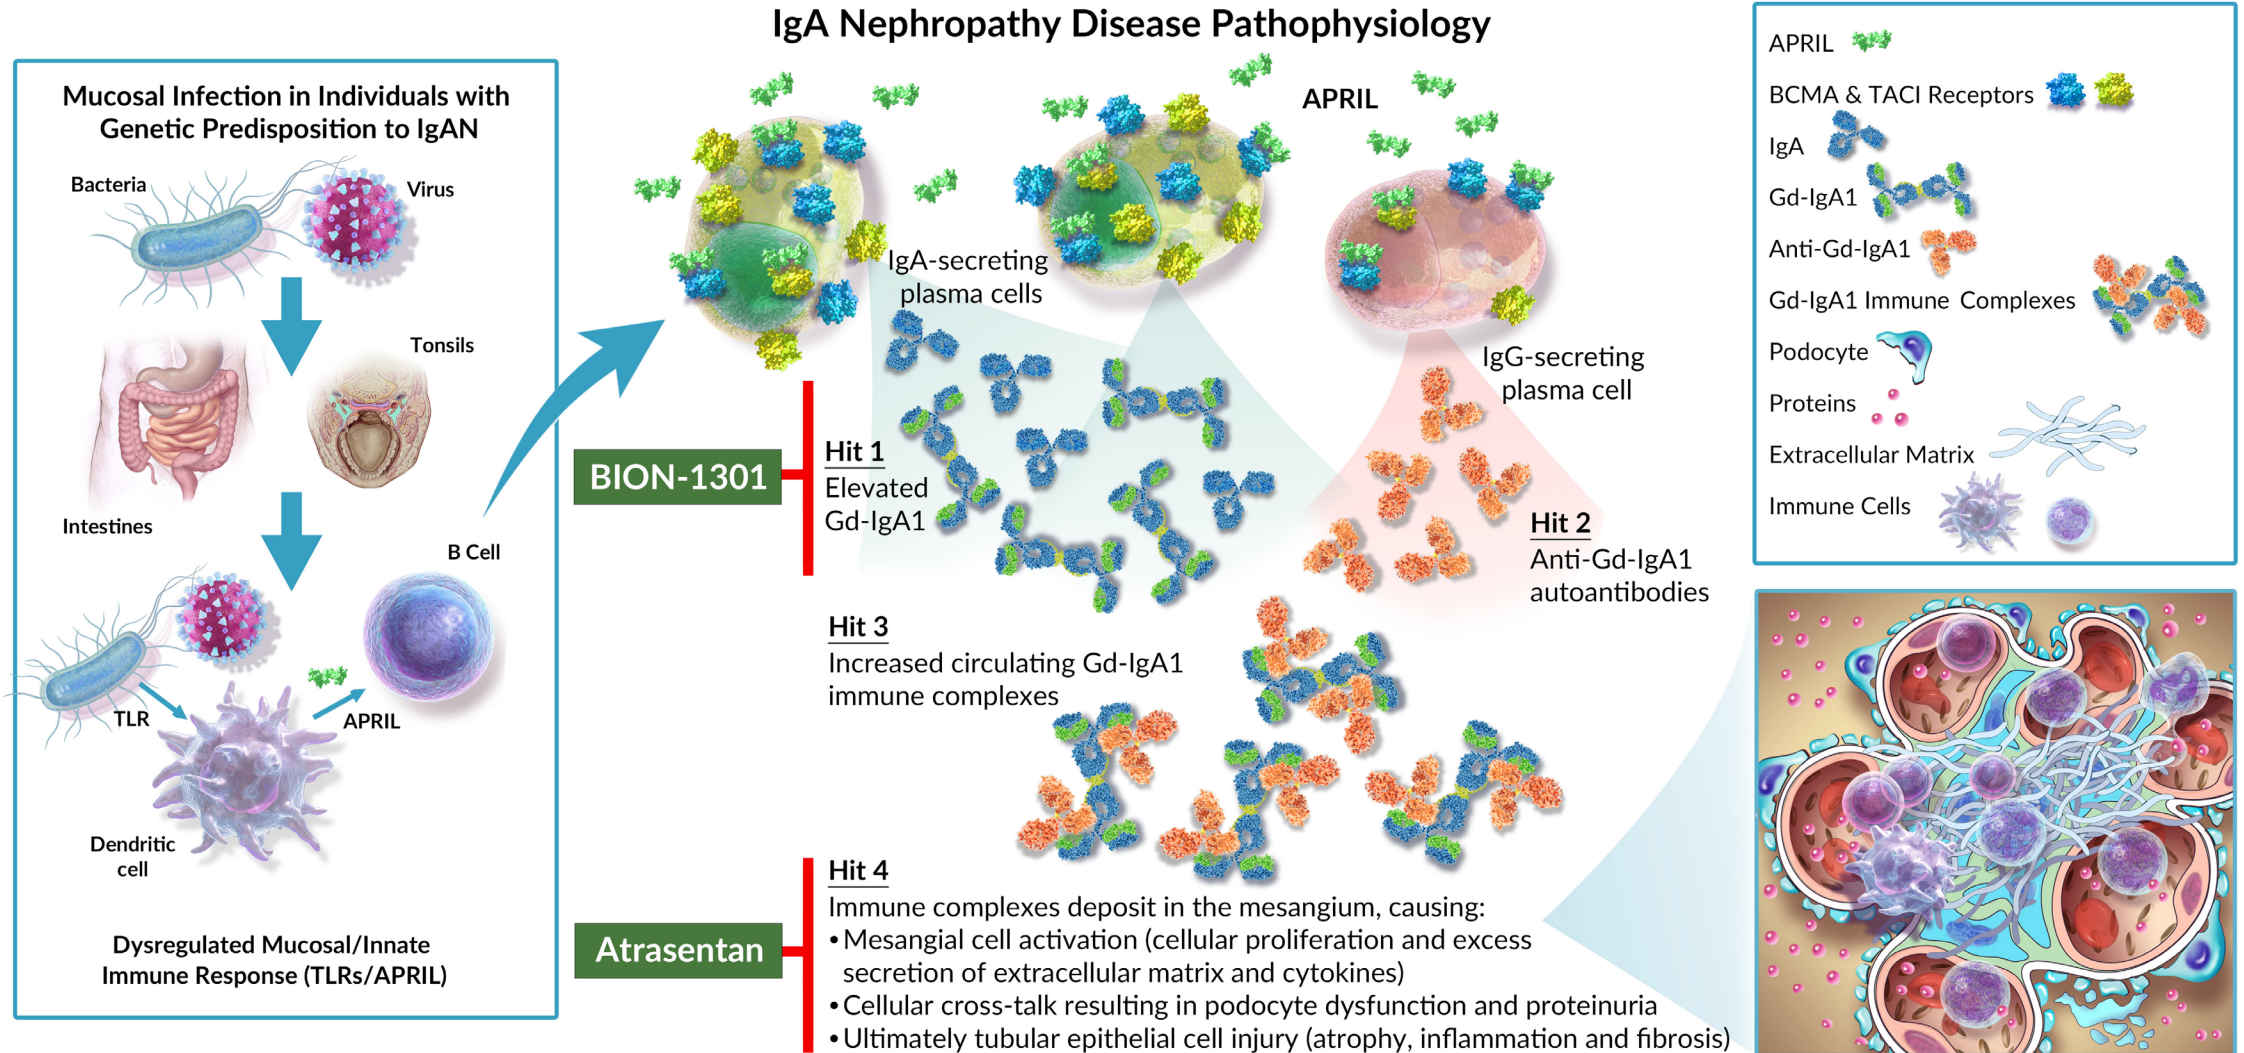 IgA Nephropathy Disease Pathophysiology
Mucosal Infection in Individuals with
Genetic Predisposition to IgAN
Bacteria
Virus
Tonsils
Intestines
B Cell
TLR
APRIL
Dendritic
cell
Dysregulated Mucosal/Innate
Immune Response (TLRs/APRIL)
APRIL
IgA-secreting
plasma cells
IgG-secreting
plasma cell
BION-1301
Hit 1
Elevated
Gd-IgA1
Hit 2
Anti-Gd-IgA1
autoantibodies
Hit 3
Increased circulating Gd-IgA1
immune complexes
Atrasentan
Hit 4
Immune complexes deposit in the mesangium, causing:
•Mesangial cell activation (cellular proliferation and excess
secretion of extracellular matrix and cytokines)
•Cellular cross-talk resulting in podocyte dysfunction and proteinuria
•Ultimately tubular epithelial cell injury (atrophy, inflammation and fibrosis)
APRIL
BCMA & TACI Receptors
IgA
Gd-IgA1
Anti-Gd-IgA1
Gd-IgA1 Immune Complexes
Podocyte
Proteins
Extracellular Matrix
Immune Cells